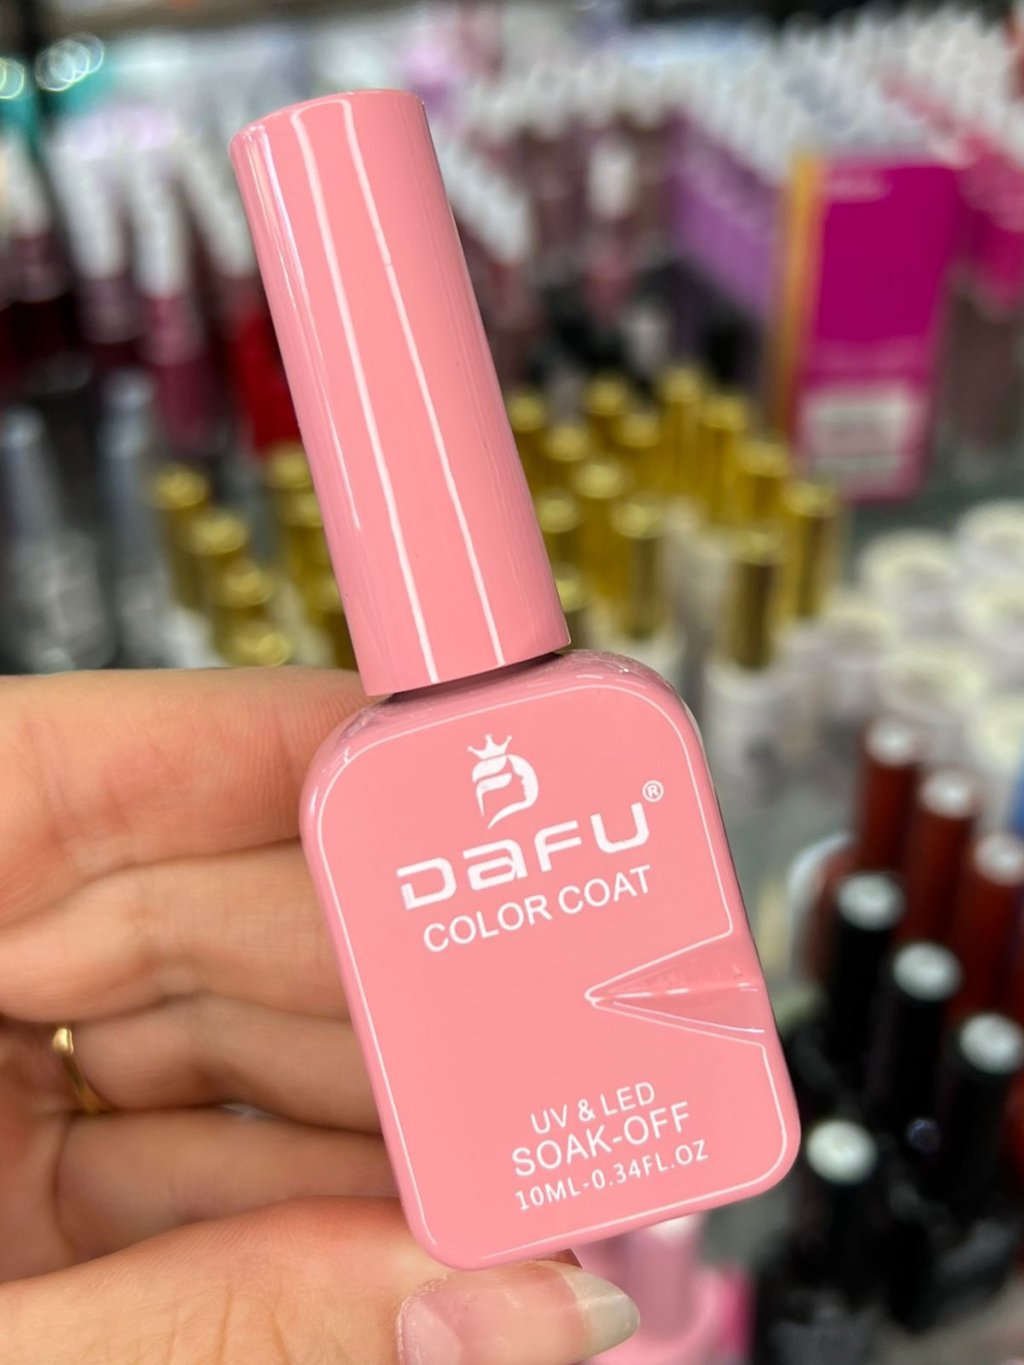 DaFU®
COLOR COAT
UV & LED
SOAK-OFF
10ML-0.34FL.OZ